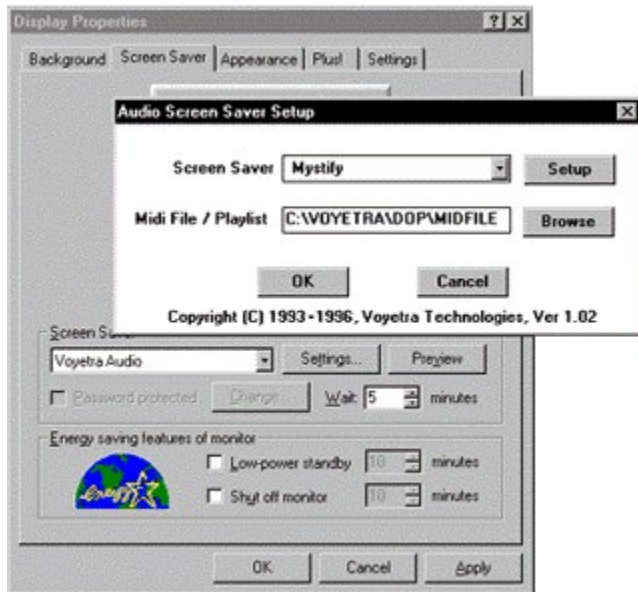 Display Properties
Background Screen Saver Appearance Plus! Settings
Audio Screen Saver Setup
Screen Saver Mystify Setup
Midi File / Playlist C:\VOYETRA\DOP\MIDFILE Browse
OK Cancel
Copyright (C) 1993-1996, Voyetra Technologies, Ver 1.02
Screen
Voyetra Audio Settings... Preview
Password protected Change... Wait: 5 minutes
Energy saving features of monitor
Low-power standby 10 minutes
energy
Shut off monitor 10 minutes
OK Cancel Apply